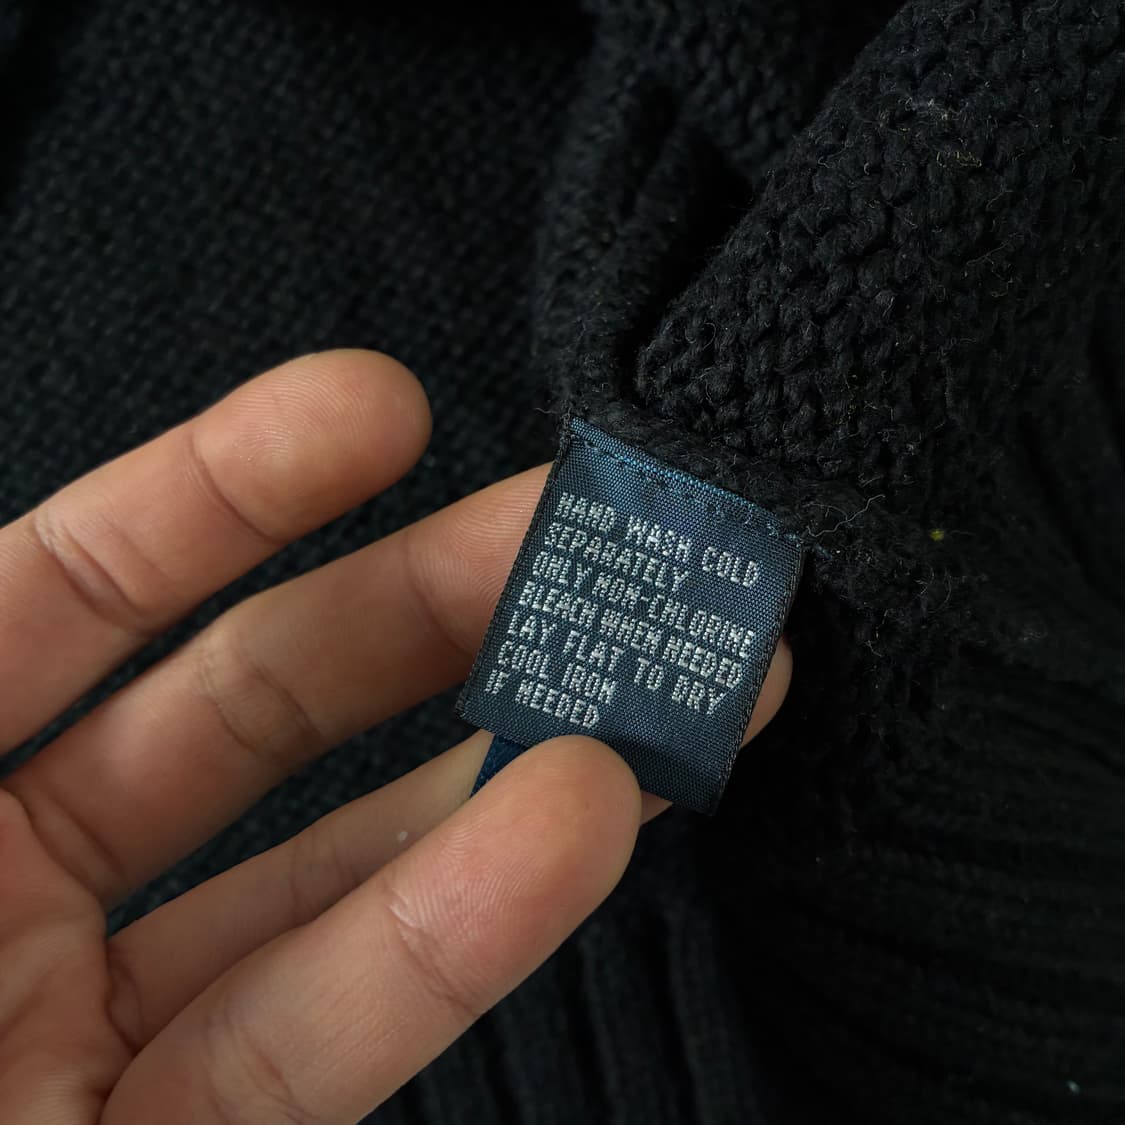 HAND WASH COLD
SEPARATELY
ONLY NON-CHLORINE
BLEACH WHEN NEEDED
LAY FLAT TO DRY
COOL IRON
IF NEEDED